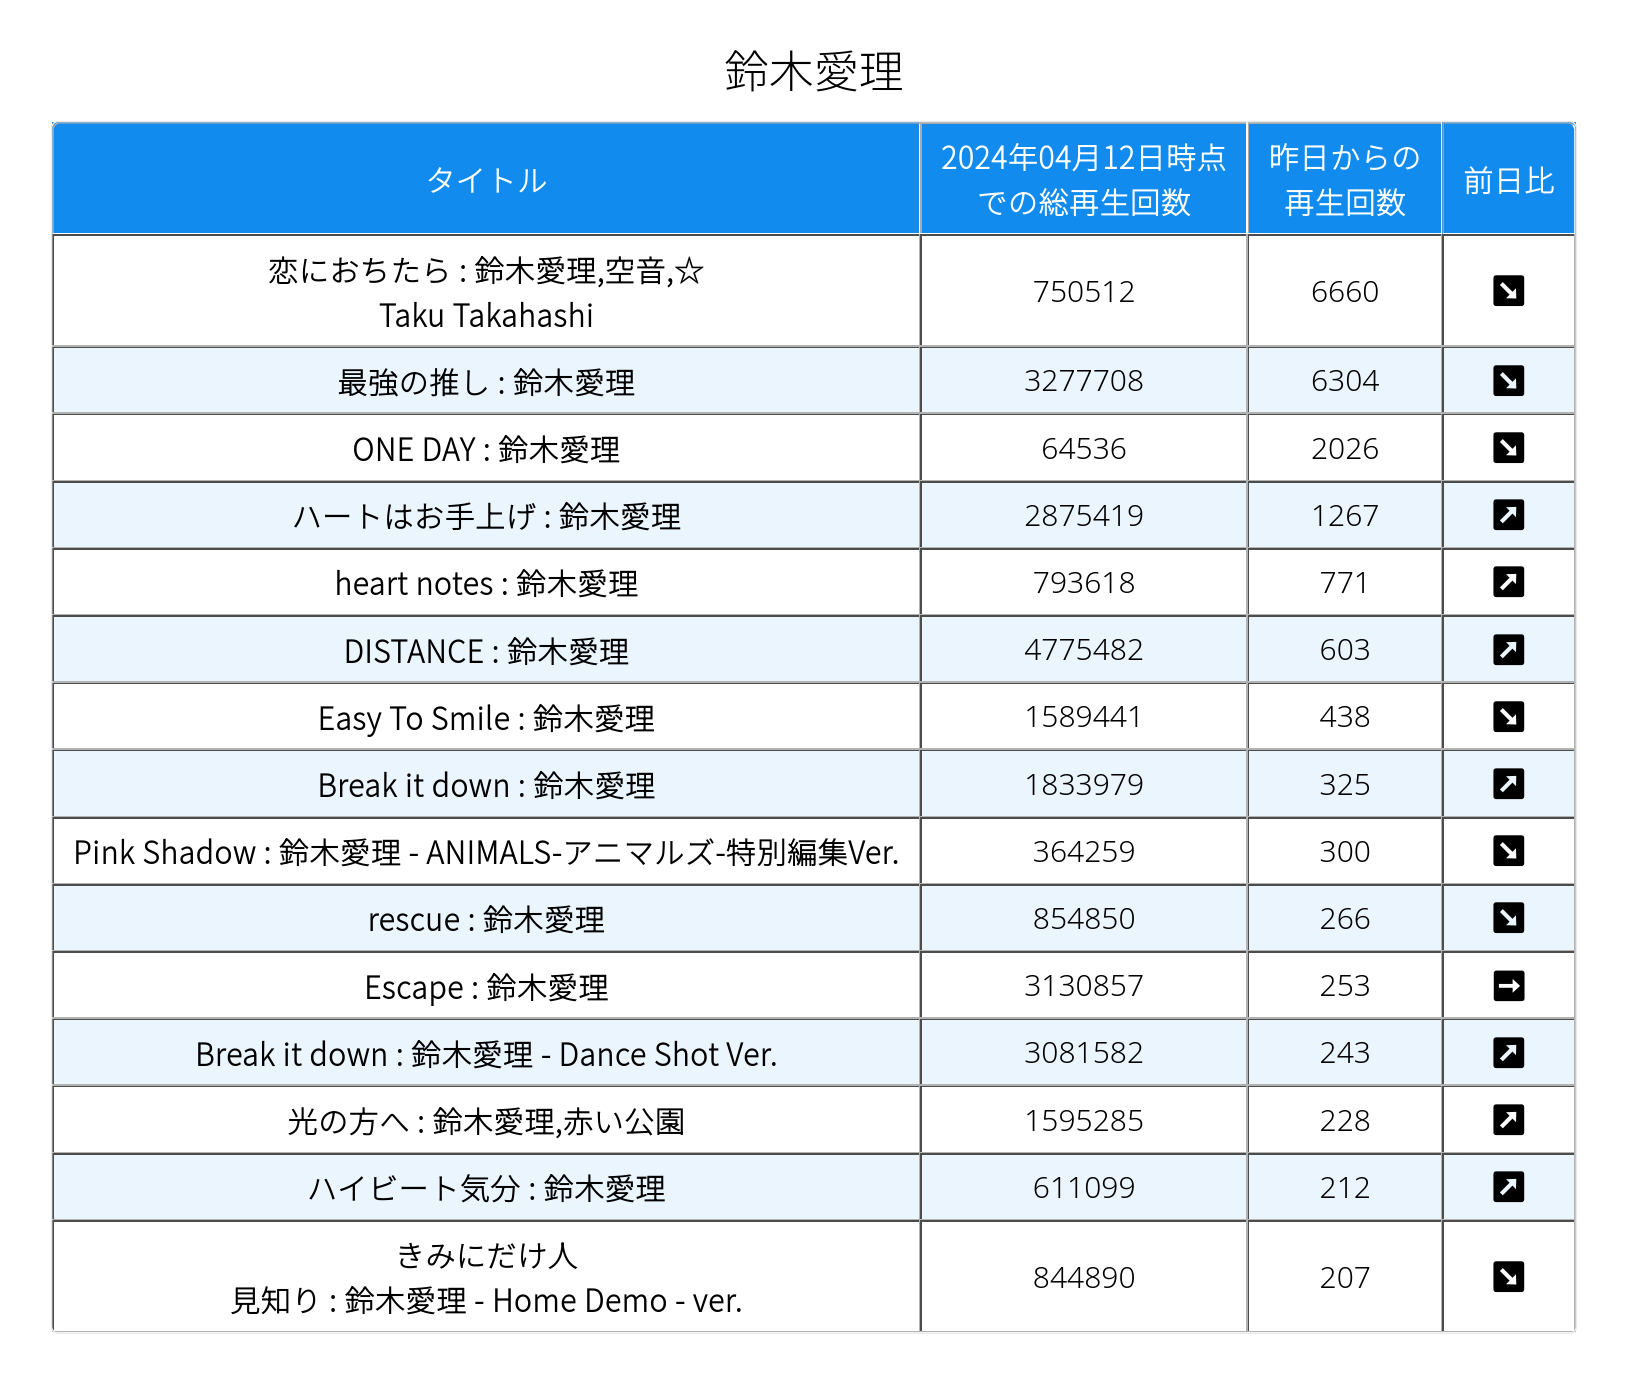 鈴木愛理
タイトル
2024年04月12日時点
での総再生回数
昨日からの
再生回数
前日比
恋におちたら : 鈴木愛理,空音,☆
Taku Takahashi
750512
6660
最強の推し : 鈴木愛理
3277708
6304
ONE DAY : 鈴木愛理
64536
2026
ハートはお手上げ : 鈴木愛理
2875419
1267
heart notes : 鈴木愛理
793618
771
DISTANCE : 鈴木愛理
4775482
603
Easy To Smile : 鈴木愛理
1589441
438
Break it down : 鈴木愛理
1833979
325
Pink Shadow : 鈴木愛理 - ANIMALS-アニマルズ-特別編集Ver.
364259
300
rescue : 鈴木愛理
854850
266
Escape : 鈴木愛理
3130857
253
Break it down : 鈴木愛理 - Dance Shot Ver.
3081582
243
光の方へ : 鈴木愛理,赤い公園
1595285
228
ハイビート気分 : 鈴木愛理
611099
212
きみにだけ人
見知り : 鈴木愛理 - Home Demo - ver.
844890
207